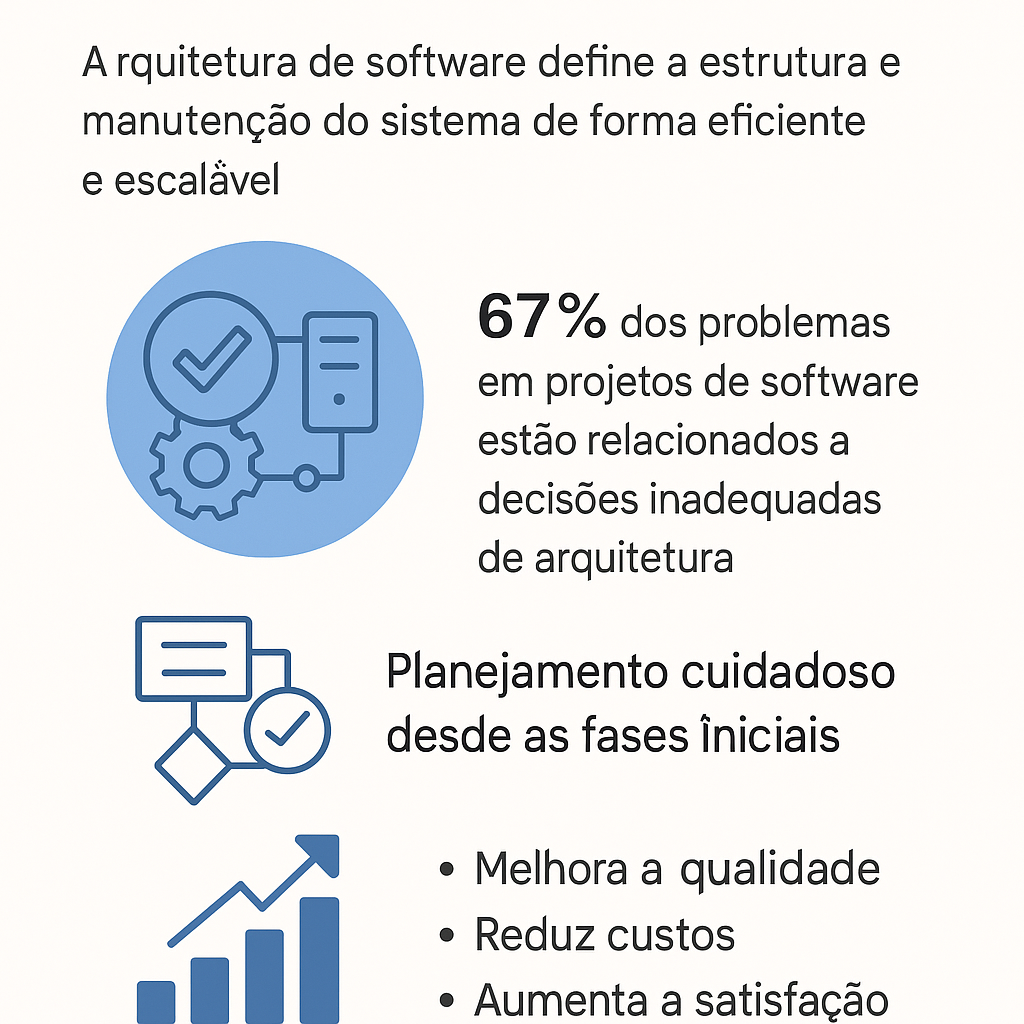 A rquitetura de software define a estrutura e
manutenção do sistema de forma eficiente
e escalável
67% dos problemas
em projetos de software
estão relacionados a
decisões inadequadas
de arquitetura
Planejamento cuidadoso
desde as fases îniciais
• Melhora a qualidade
• Reduz custos
• Aumenta a satisfação